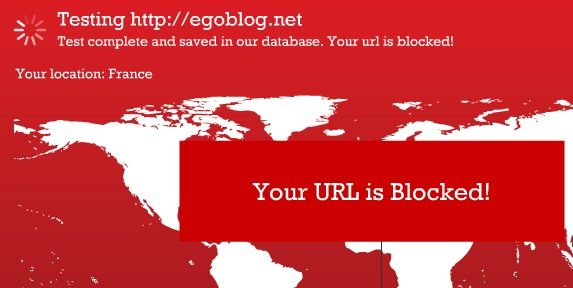 Testing http://egoblog.net
Test complete and saved in our database. Your url is blocked!
Your location: France
Your URL is Blocked!